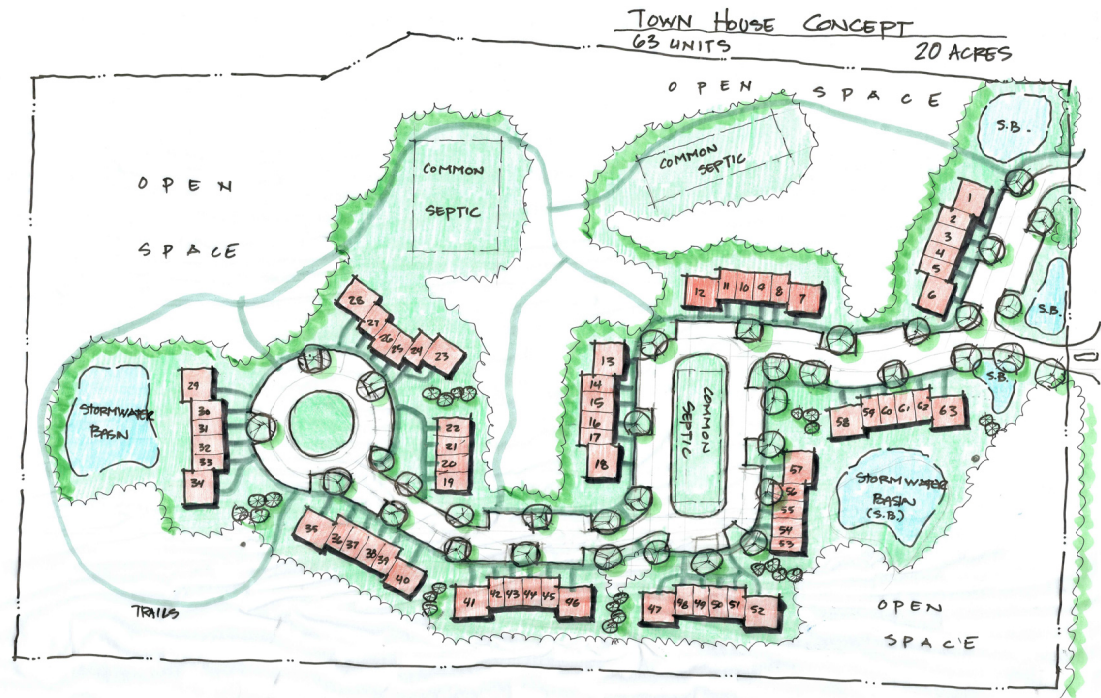 TOWN HOUSE CONCEPT
63 UNITS 20 ACRES
OPEN SPACE
S.B.
COMMON
SEPTIC
COMMON
SEPTIC
OPEN
SPACE
1
2
3
4
5
6
12 11 10 9 8 7
28
27
26
25
24
23
S.B.
13
14
15
16
17
18
COMMON
SEPTIC
S.B.
58 59 60 61 62 63
29
30
31
32
33
34
STORMWATER
BASIN
22
21
20
19
57
56
55
54
53
STORMWATER
BASIN
(S.B.)
35
36
37
38
39
40
41 42 43 44 45 46
47 48 49 50 51 52
TRAILS
OPEN
SPACE